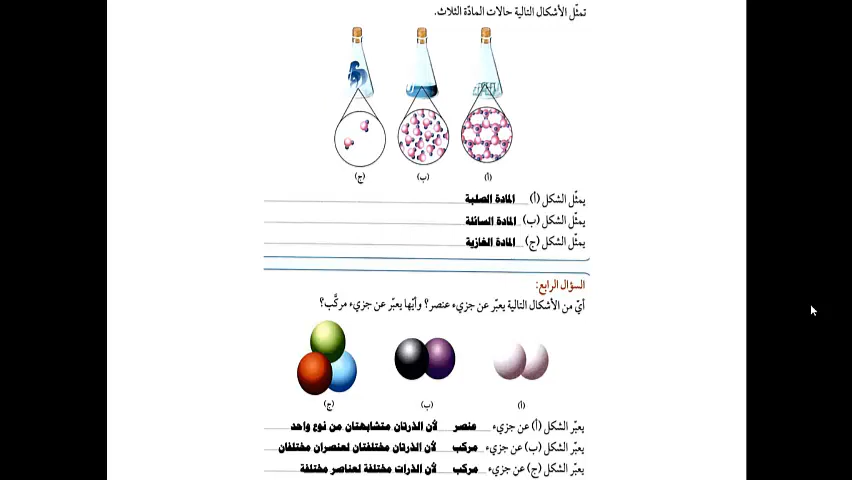 تمثّل الأشكال التالية حالات المادّة الثلاث.
(أ) (ب) (ج)
يمثّل الشكل (أ) المادة الصلبة
يمثّل الشكل (ب) المادة السائلة
يمثّل الشكل (ج) المادة الغازية
السؤال الرابع:
أيّ من الأشكال التالية يعبّر عن جزيء عنصر؟ وأيّها يعبّر عن جزيء مركّب؟
(أ) (ب) (ج)
يعبّر الشكل (أ) عن جزيء عنصر لأن الذرتان متشابهتان من نوع واحد
يعبّر الشكل (ب) عن جزيء مركب لأن الذرتان مختلفتان لعنصران مختلفان
يعبّر الشكل (ج) عن جزيء مركب لأن الذرات مختلفة لعناصر مختلفة